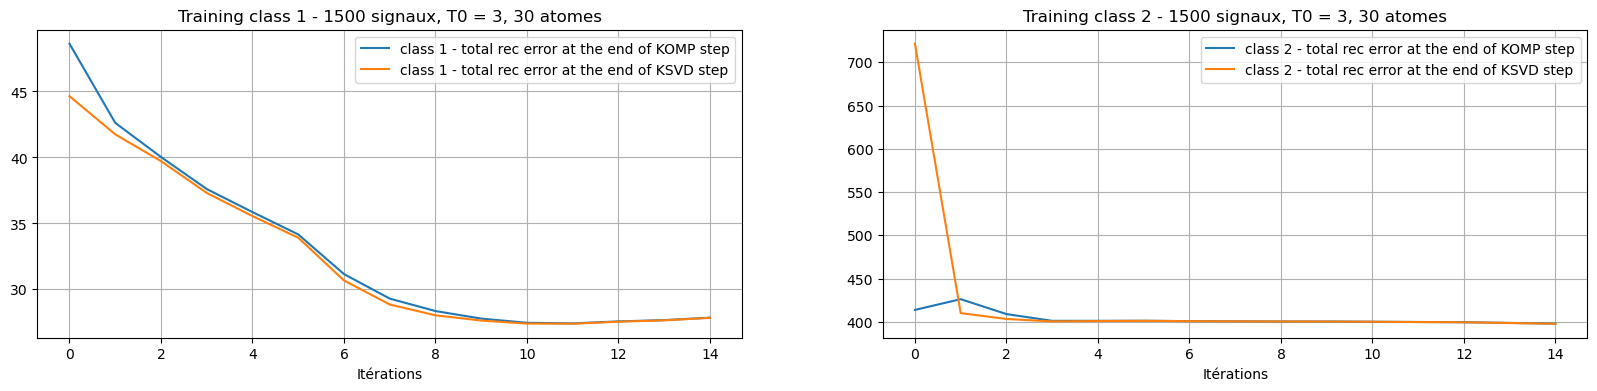 Training class 1 - 1500 signaux, T0 = 3, 30 atomes
class 1 - total rec error at the end of KOMP step
class 1 - total rec error at the end of KSVD step
45
40
35
30
0 2 4 6 8 10 12 14
Itérations
Training class 2 - 1500 signaux, T0 = 3, 30 atomes
class 2 - total rec error at the end of KOMP step
class 2 - total rec error at the end of KSVD step
700
650
600
550
500
450
400
0 2 4 6 8 10 12 14
Itérations